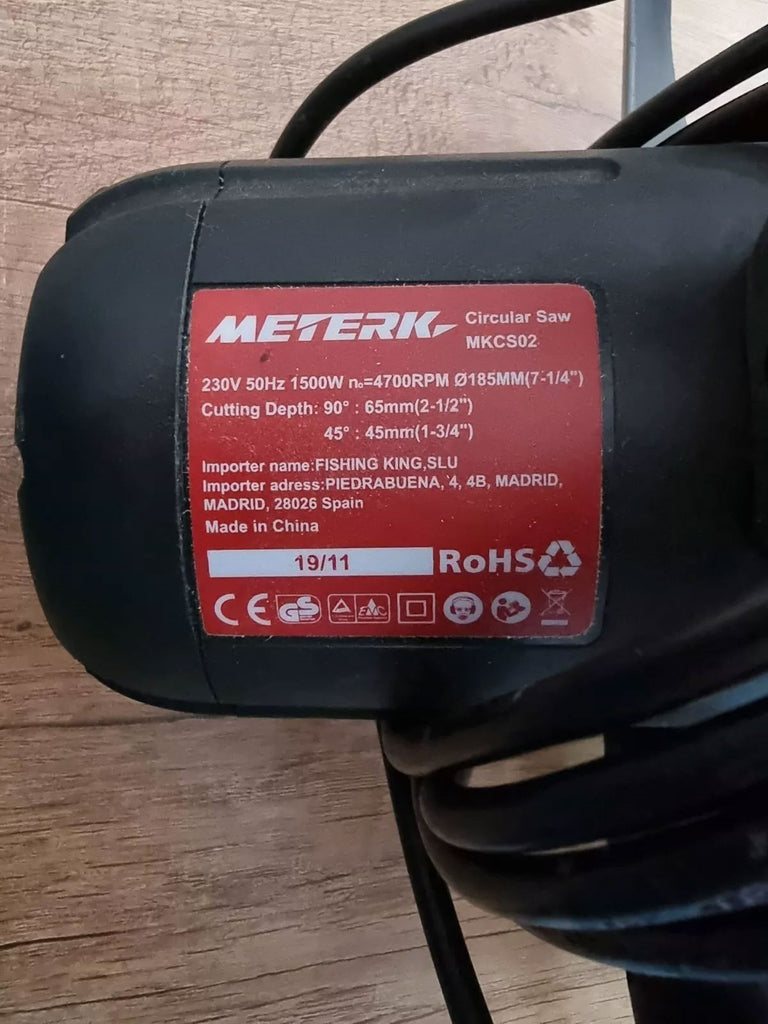 METERK
Circular Saw
MKCS02
230V 50Hz 1500W n₀=4700RPM Ø185MM(7-1/4")
Cutting Depth: 90° : 65mm(2-1/2")
45° : 45mm(1-3/4")
Importer name:FISHING KING,SLU
Importer adress:PIEDRABUENA, 4, 4B, MADRID,
MADRID, 28026 Spain
Made in China
19/11
RoHS
CE GS EMC